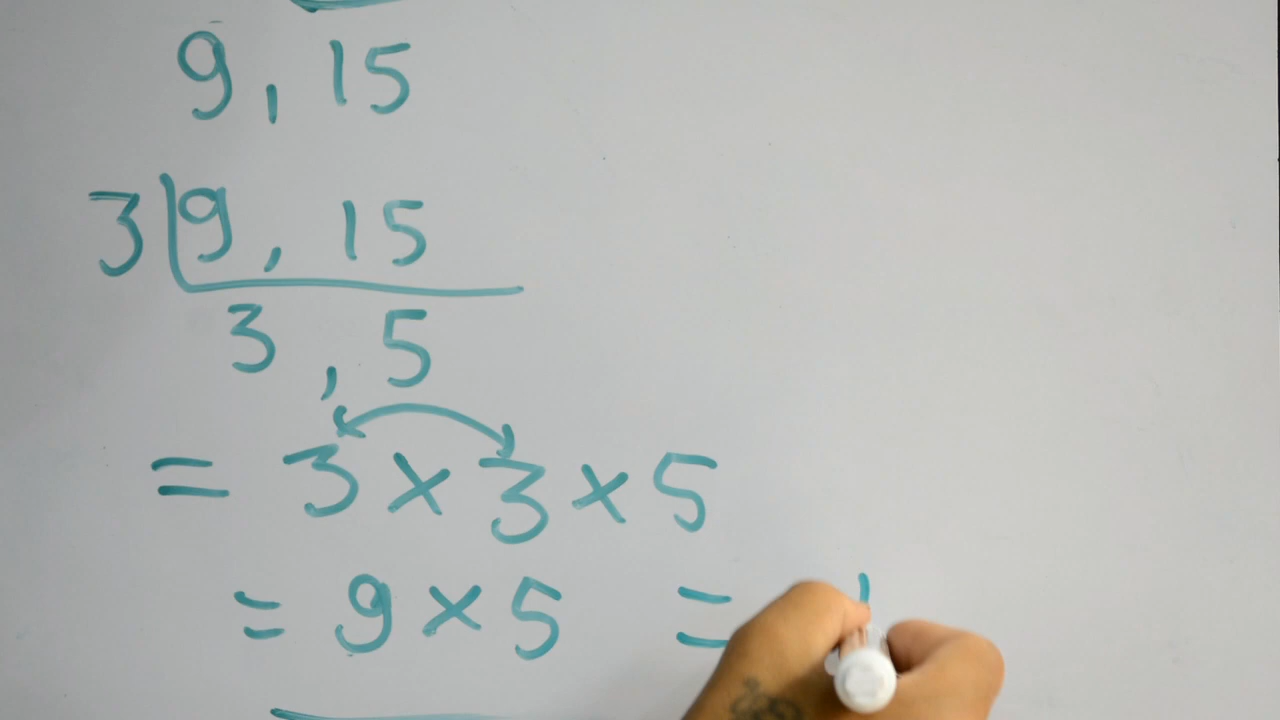 9, 15
3 9, 15
3, 5
= 3 × 3 × 5
= 9 × 5 =